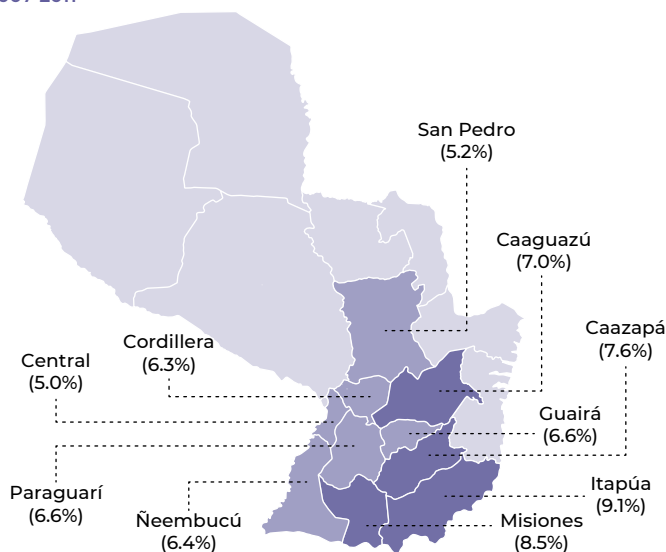 San Pedro
(5.2%)
Caaguazú
(7.0%)
Caazapá
(7.6%)
Cordillera
(6.3%)
Central
(5.0%)
Guairá
(6.6%)
Itapúa
(9.1%)
Paraguarí
(6.6%)
Ñeembucú
(6.4%)
Misiones
(8.5%)